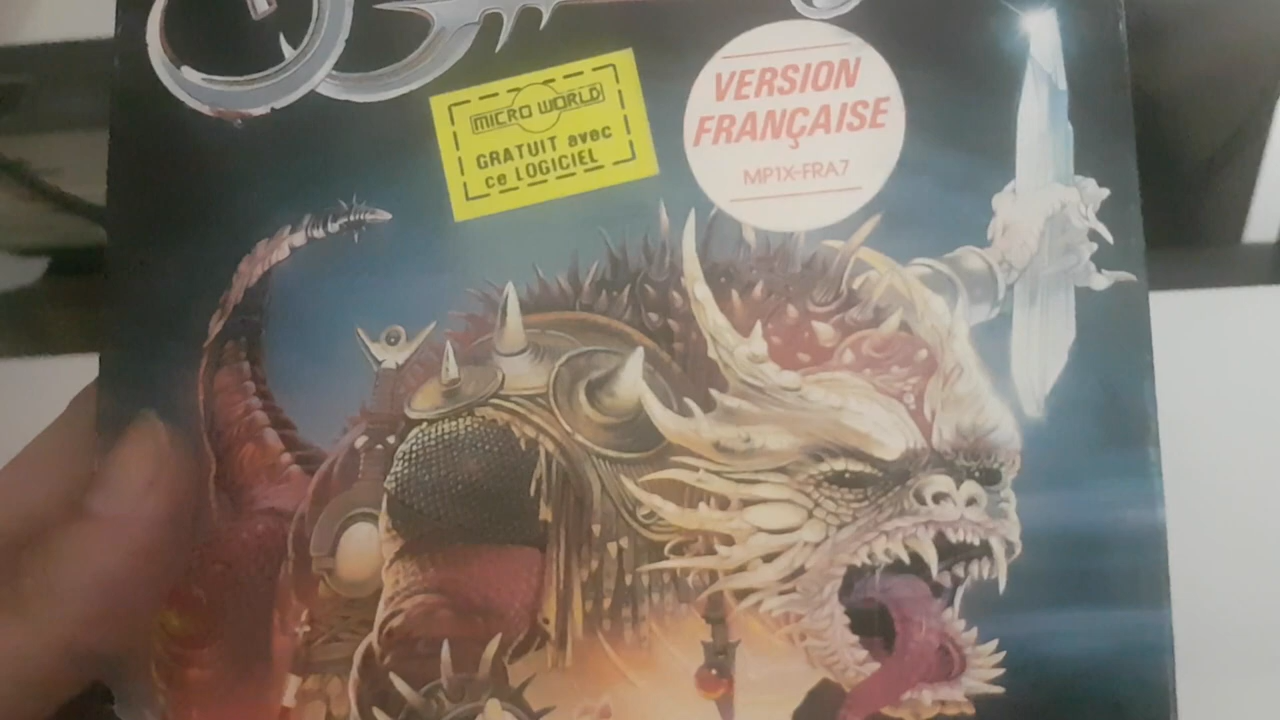 MICRO WORLD
GRATUIT avec
ce LOGICIEL
VERSION
FRANÇAISE
MP1X-FRA7